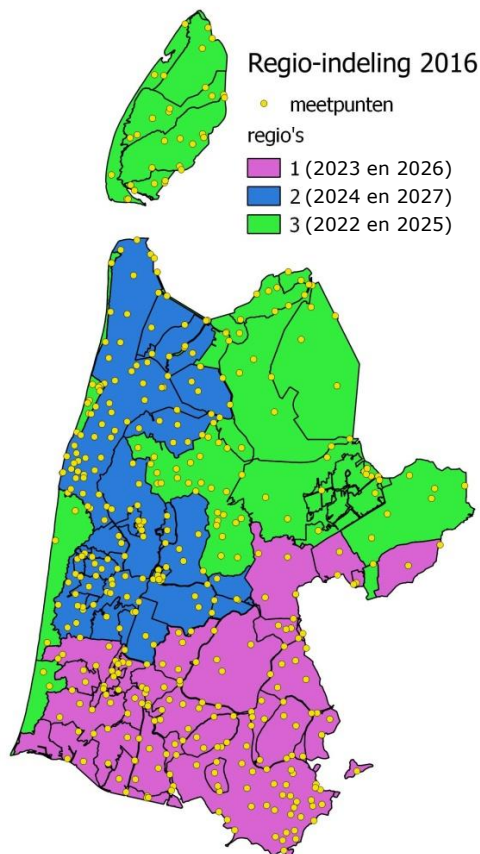 Regio-indeling 2016
meetpunten
regio's
1 (2023 en 2026)
2 (2024 en 2027)
3 (2022 en 2025)